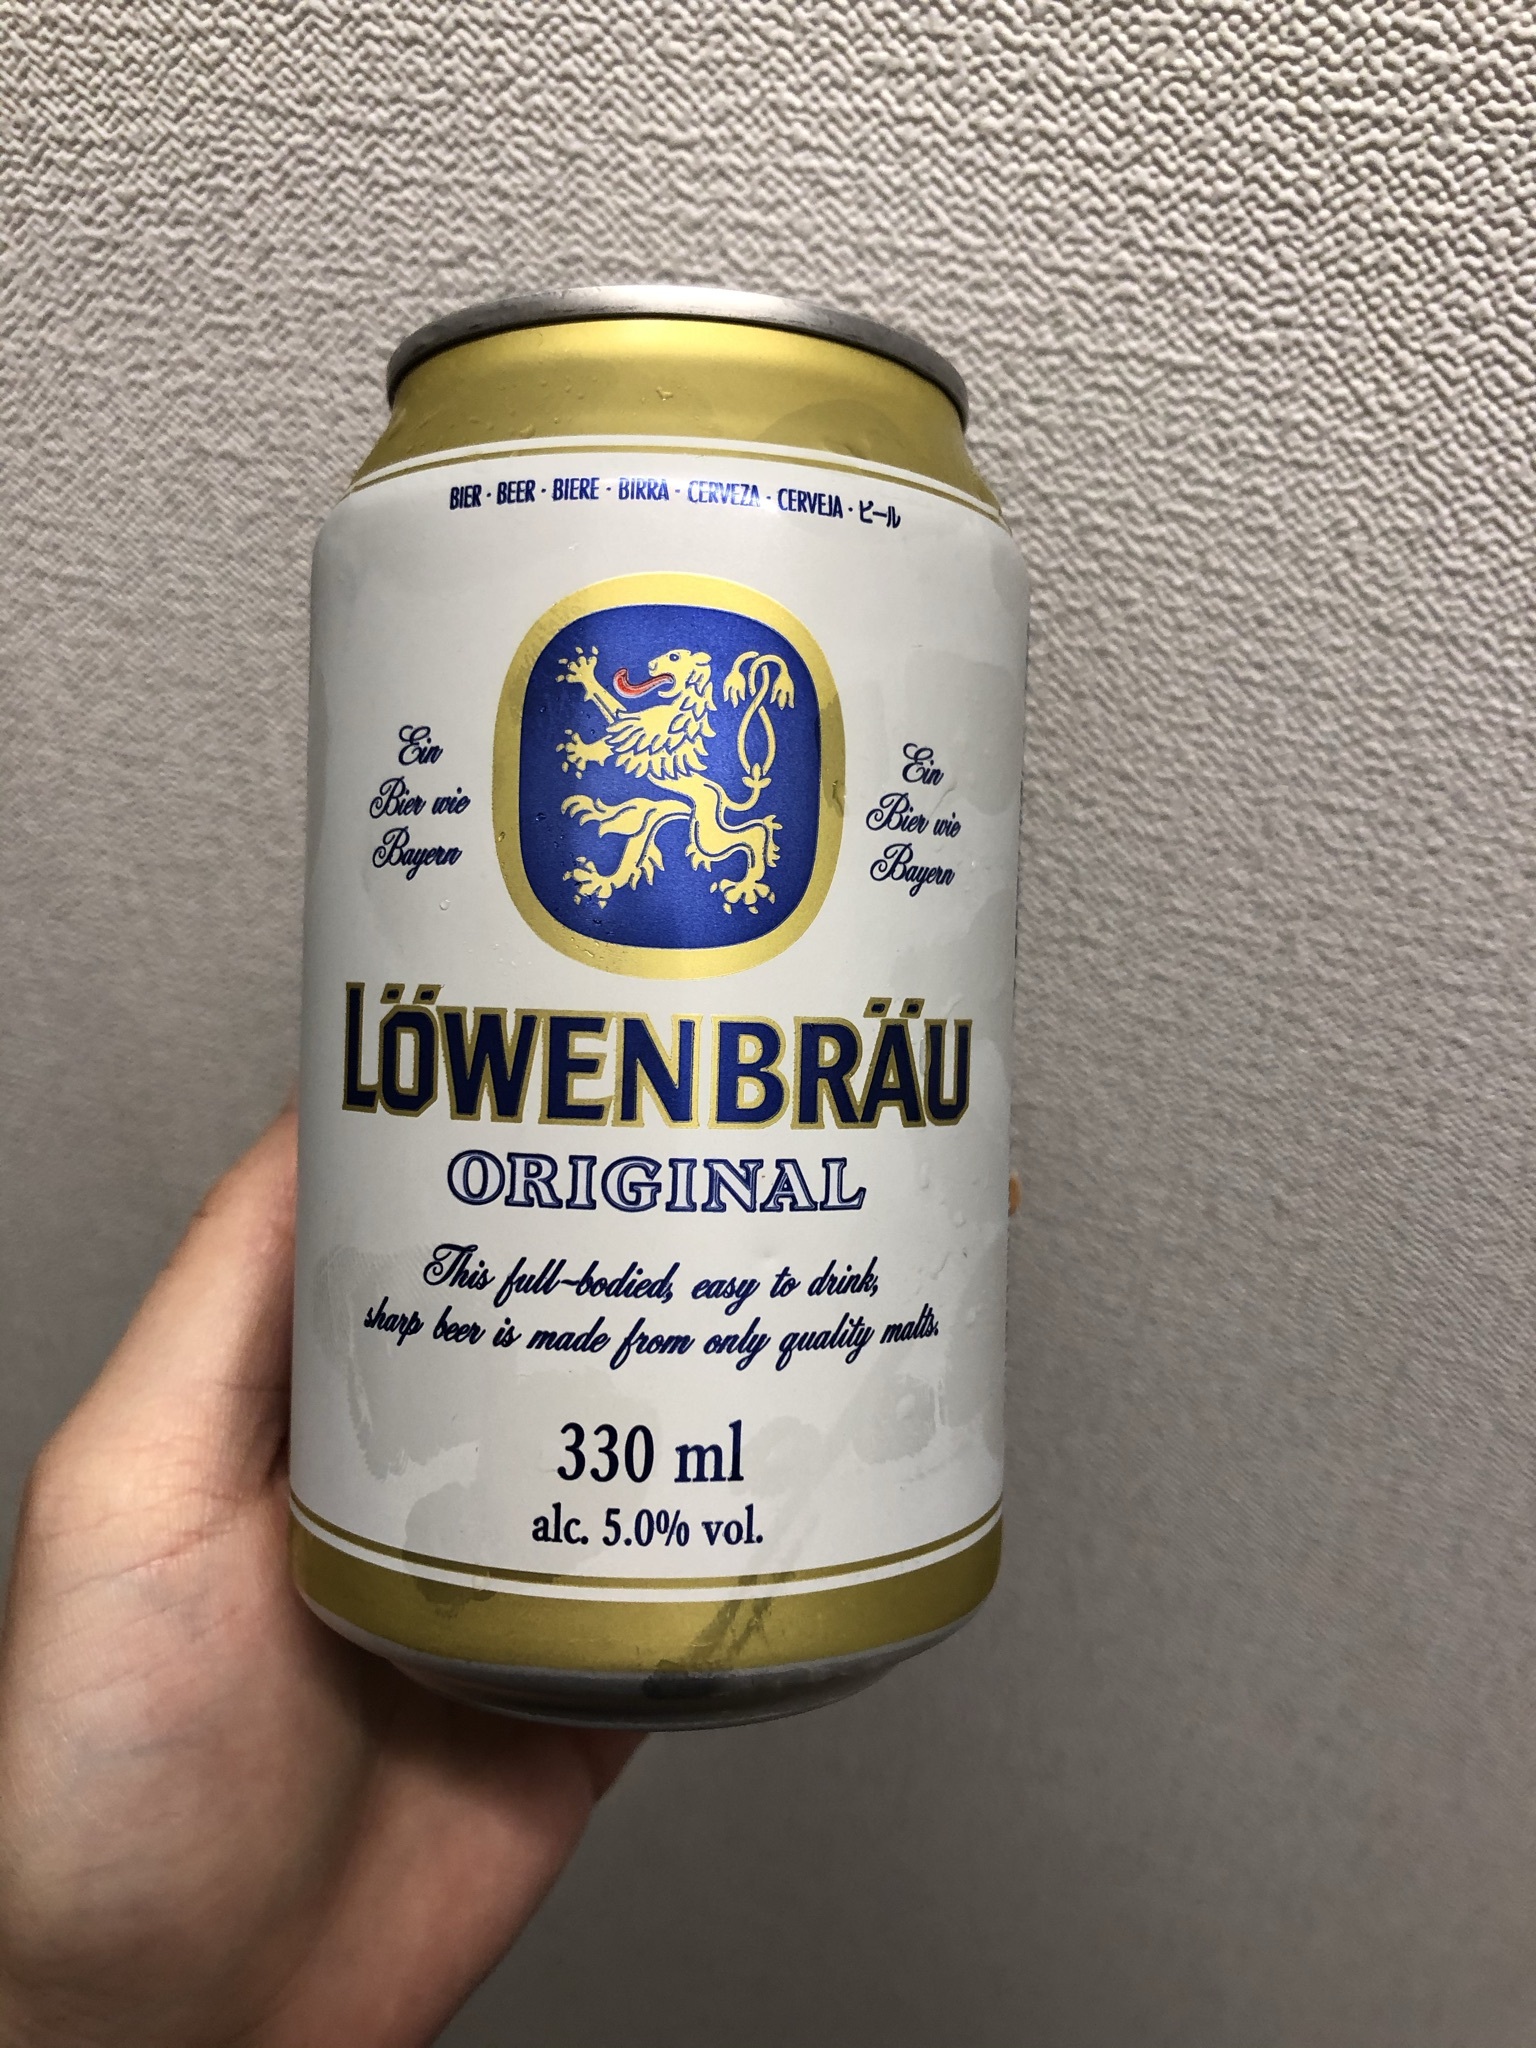 BIER · BEER · BIERE · BIRRA · CERVEZA · CERVEJA · ビール
Ein
Bier wie
Bayern
Ein
Bier wie
Bayern
LÖWENBRÄU
ORIGINAL
This full-bodied, easy to drink,
sharp beer is made from only quality malts.
330 ml
alc. 5.0% vol.